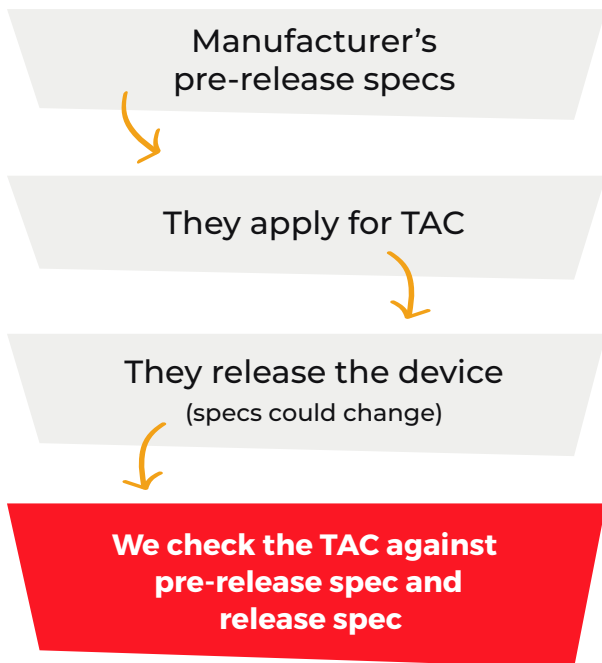 Manufacturer’s
pre-release specs
They apply for TAC
They release the device
(specs could change)
We check the TAC against
pre-release spec and
release spec